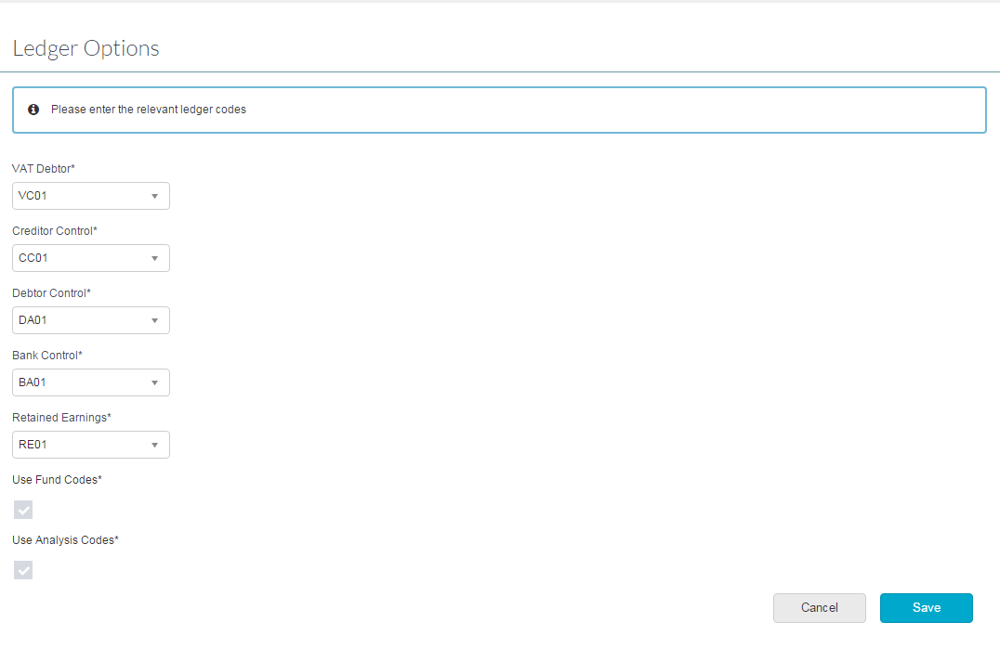 Ledger Options
Please enter the relevant ledger codes
VAT Debtor*
VC01
Creditor Control*
CC01
Debtor Control*
DA01
Bank Control*
BA01
Retained Earnings*
RE01
Use Fund Codes*
Use Analysis Codes*
Cancel
Save